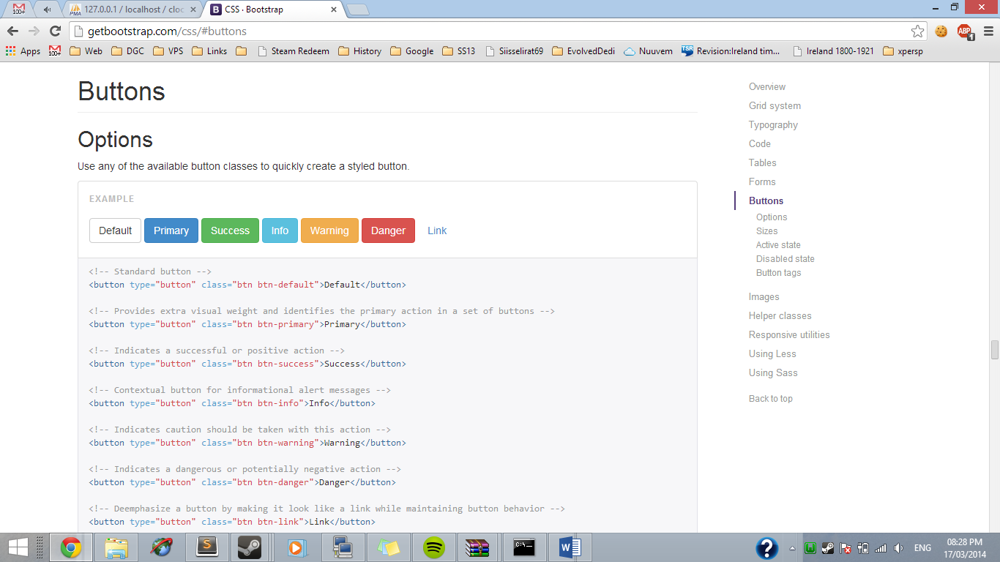 100+
PMA 127.0.0.1 / localhost / cloc
B CSS · Bootstrap
getbootstrap.com/css/#buttons
ABP 1
Apps 100+ Web DGC VPS Links Steam Redeem History Google SS13 Siisselirat69 EvolvedDedi Nuuvem TSR Revision:Ireland tim... Ireland 1800-1921 xpersp
Buttons
Options
Use any of the available button classes to quickly create a styled button.
EXAMPLE
Default Primary Success Info Warning Danger Link
<!-- Standard button -->
<button type="button" class="btn btn-default">Default</button>
<!-- Provides extra visual weight and identifies the primary action in a set of buttons -->
<button type="button" class="btn btn-primary">Primary</button>
<!-- Indicates a successful or positive action -->
<button type="button" class="btn btn-success">Success</button>
<!-- Contextual button for informational alert messages -->
<button type="button" class="btn btn-info">Info</button>
<!-- Indicates caution should be taken with this action -->
<button type="button" class="btn btn-warning">Warning</button>
<!-- Indicates a dangerous or potentially negative action -->
<button type="button" class="btn btn-danger">Danger</button>
<!-- Deemphasize a button by making it look like a link while maintaining button behavior -->
<button type="button" class="btn btn-link">Link</button>
Overview
Grid system
Typography
Code
Tables
Forms
Buttons
Options
Sizes
Active state
Disabled state
Button tags
Images
Helper classes
Responsive utilities
Using Less
Using Sass
Back to top
ENG
08:28 PM
17/03/2014